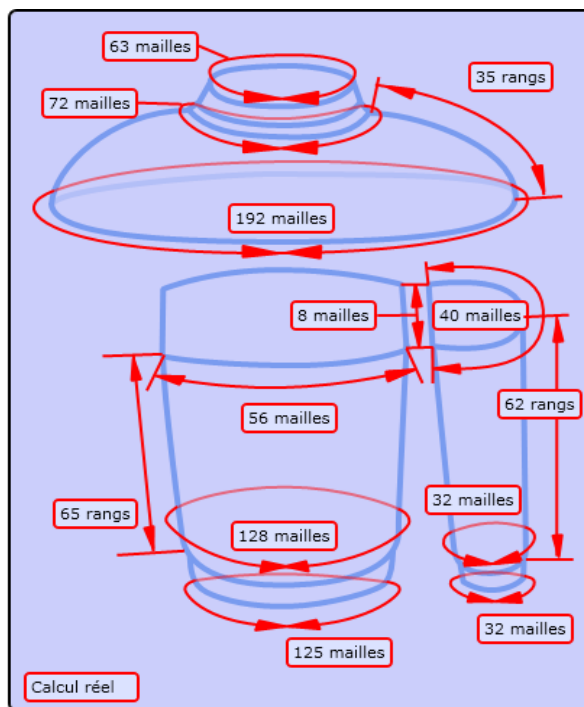 63 mailles
35 rangs
72 mailles
192 mailles
8 mailles
40 mailles
56 mailles
62 rangs
65 rangs
32 mailles
128 mailles
32 mailles
125 mailles
Calcul réel